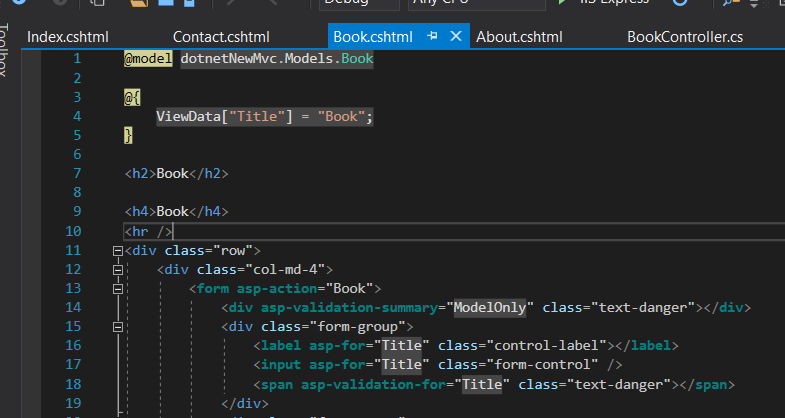 Debug Any CPU IIS Express
Toolbox
Index.cshtml Contact.cshtml Book.cshtml About.cshtml BookController.cs
1 @model dotnetNewMvc.Models.Book
2
3 @{
4 ViewData["Title"] = "Book";
5 }
6
7 <h2>Book</h2>
8
9 <h4>Book</h4>
10 <hr />
11 <div class="row">
12 <div class="col-md-4">
13 <form asp-action="Book">
14 <div asp-validation-summary="ModelOnly" class="text-danger"></div>
15 <div class="form-group">
16 <label asp-for="Title" class="control-label"></label>
17 <input asp-for="Title" class="form-control" />
18 <span asp-validation-for="Title" class="text-danger"></span>
19 </div>